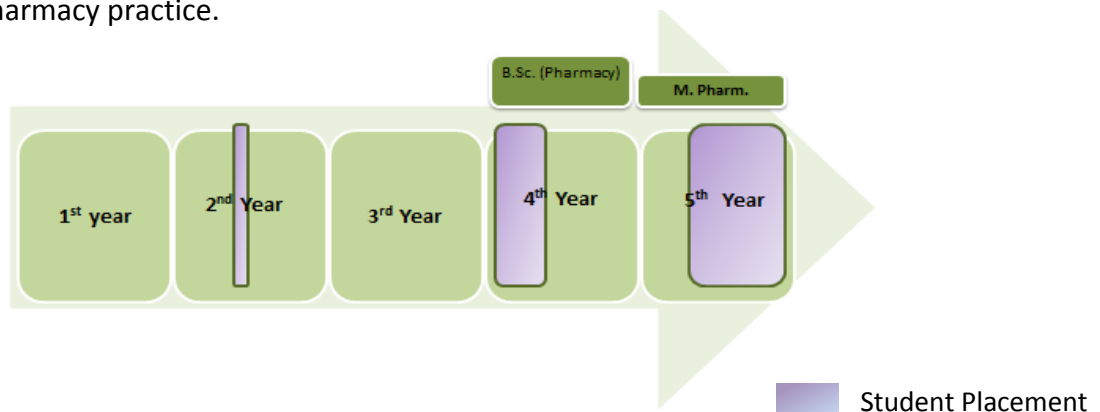 harmacy practice.
B.Sc. (Pharmacy)
M. Pharm.
1st year
2nd Year
3rd Year
4th Year
5th Year
Student Placement